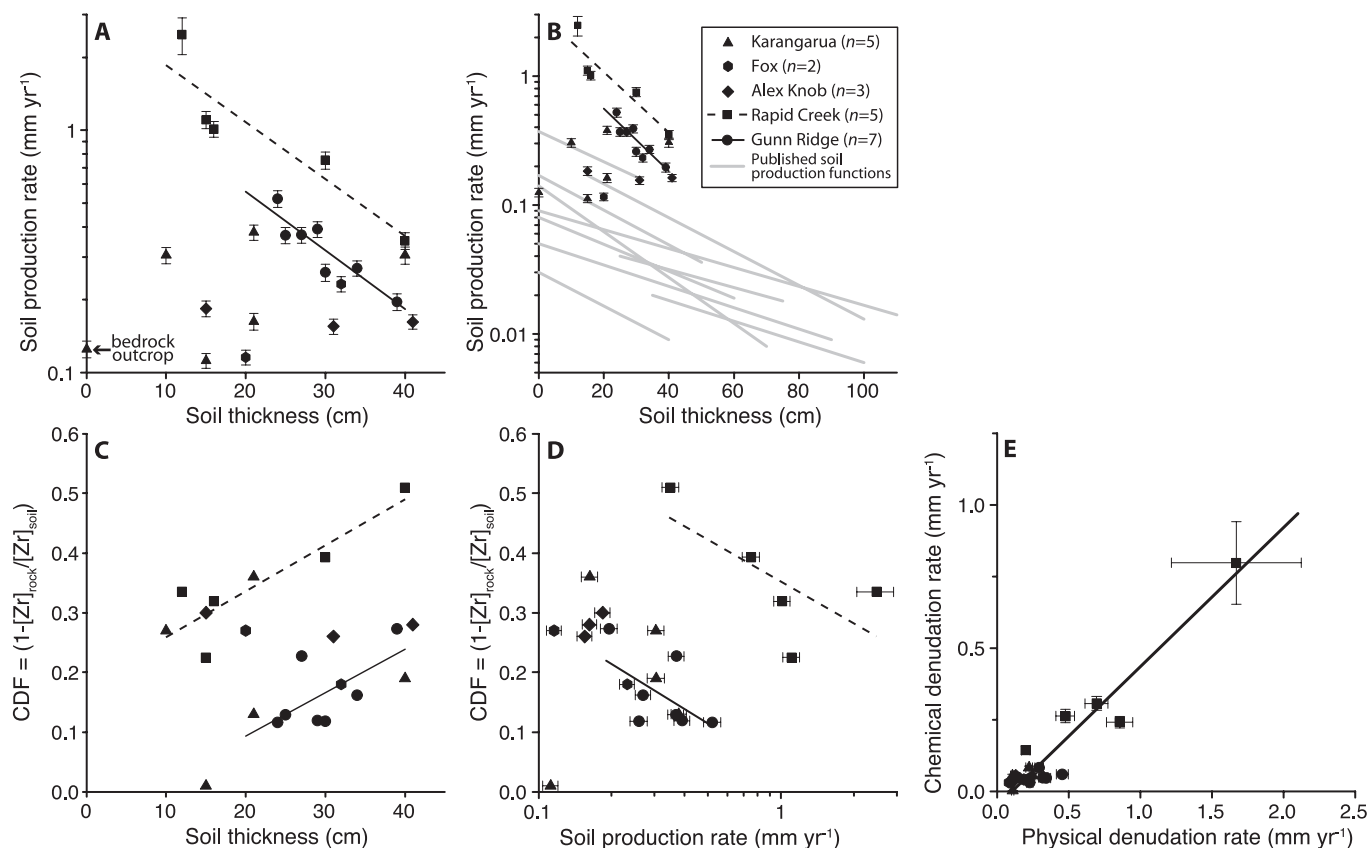 A
Soil production rate (mm yr⁻¹)
1
0.1
bedrock
outcrop
0 10 20 30 40
Soil thickness (cm)
B
Soil production rate (mm yr⁻¹)
1
0.1
0.01
0 20 40 60 80 100
Soil thickness (cm)
Karangarua (n=5)
Fox (n=2)
Alex Knob (n=3)
Rapid Creek (n=5)
Gunn Ridge (n=7)
Published soil
production functions
C
CDF = (1-[Zr]rock/[Zr]soil)
0.6
0.5
0.4
0.3
0.2
0.1
0.0
0 10 20 30 40
Soil thickness (cm)
D
CDF = (1-[Zr]rock/[Zr]soil)
0.6
0.5
0.4
0.3
0.2
0.1
0.0
0.1 1
Soil production rate (mm yr⁻¹)
E
Chemical denudation rate (mm yr⁻¹)
1.0
0.5
0.0
0.0 0.5 1.0 1.5 2.0 2.5
Physical denudation rate (mm yr⁻¹)